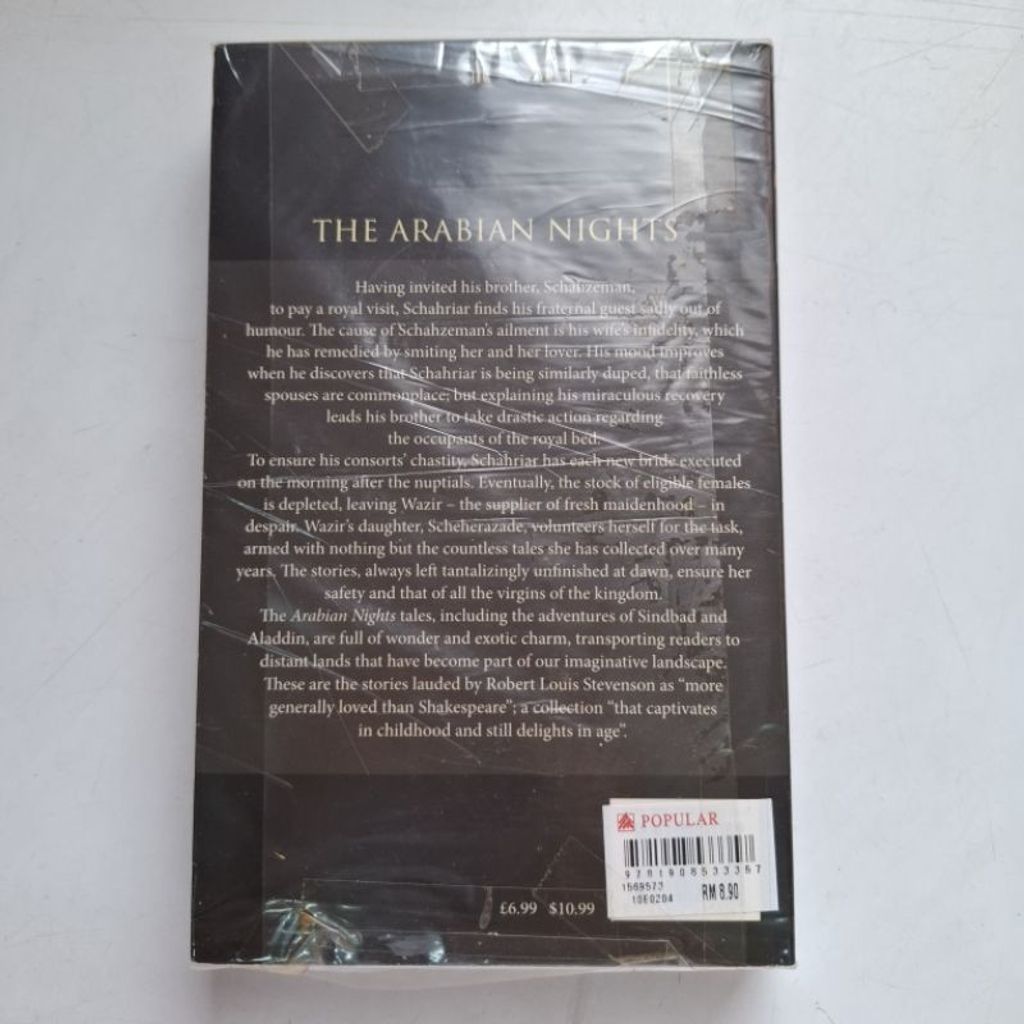 THE ARABIAN NIGHTS
Having invited his brother, Schahzeman,
to pay a royal visit, Schahriar finds his fraternal guest sadly out of
humour. The cause of Schahzeman's ailment is his wife's infidelity, which
he has remedied by smiting her and her lover. His mood improves
when he discovers that Schahriar is being similarly duped, that faithless
spouses are commonplace; but explaining his miraculous recovery
leads his brother to take drastic action regarding
the occupants of the royal bed.
To ensure his consorts' chastity, Schahriar has each new bride executed
on the morning after the nuptials. Eventually, the stock of eligible females
is depleted, leaving Wazir – the supplier of fresh maidenhood – in
despair. Wazir's daughter, Scheherazade, volunteers herself for the task,
armed with nothing but the countless tales she has collected over many
years. The stories, always left tantalizingly unfinished at dawn, ensure her
safety and that of all the virgins of the kingdom.
The Arabian Nights tales, including the adventures of Sindbad and
Aladdin, are full of wonder and exotic charm, transporting readers to
distant lands that have become part of our imaginative landscape.
These are the stories lauded by Robert Louis Stevenson as "more
generally loved than Shakespeare"; a collection "that captivates
in childhood and still delights in age".
POPULAR
9781908533357
1569573
10E0204 RM 8.90
£6.99 $10.99